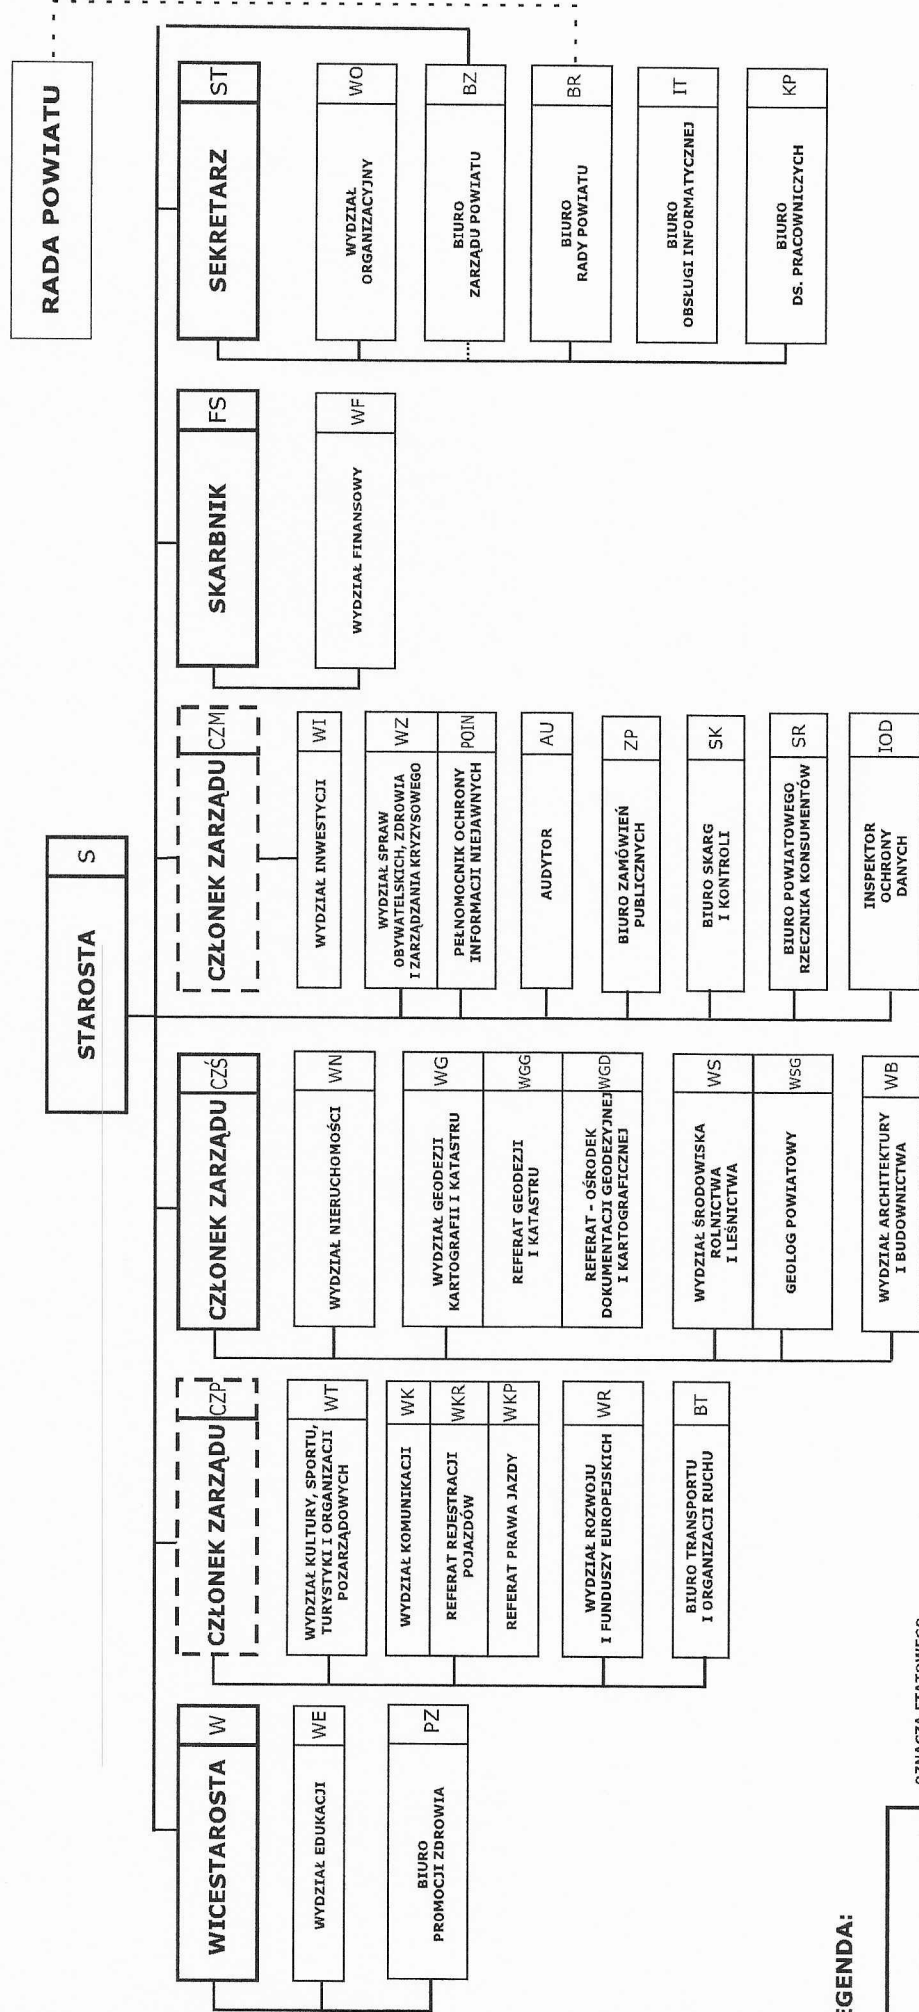 RADA POWIATU
STAROSTA
S
WICESTAROSTA
W
WYDZIAŁ EDUKACJI
WE
BIURO
PROMOCJI ZDROWIA
PZ
CZŁONEK ZARZĄDU
CZP
WYDZIAŁ KULTURY, SPORTU,
TURYSTYKI I ORGANIZACJI
POZARZĄDOWYCH
WT
WYDZIAŁ KOMUNIKACJI
WK
REFERAT REJESTRACJI
POJAZDÓW
WKR
REFERAT PRAWA JAZDY
WKP
WYDZIAŁ ROZWOJU
I FUNDUSZY EUROPEJSKICH
WR
BIURO TRANSPORTU
I ORGANIZACJI RUCHU
BT
CZŁONEK ZARZĄDU
CZŚ
WYDZIAŁ NIERUCHOMOŚCI
WN
WYDZIAŁ GEODEZJI
KARTOGRAFII I KATASTRU
WG
REFERAT GEODEZJI
I KATASTRU
WGG
REFERAT – OŚRODEK
DOKUMENTACJI GEODEZYJNEJ
I KARTOGRAFICZNEJ
WGD
WYDZIAŁ ŚRODOWISKA
ROLNICTWA
I LEŚNICTWA
WS
GEOLOG POWIATOWY
WSG
WYDZIAŁ ARCHITEKTURY
I BUDOWNICTWA
WB
CZŁONEK ZARZĄDU
CZM
WYDZIAŁ INWESTYCJI
WI
WYDZIAŁ SPRAW
OBYWATELSKICH, ZDROWIA
I ZARZĄDZANIA KRYZYSOWEGO
WZ
PEŁNOMOCNIK OCHRONY
INFORMACJI NIEJAWNYCH
POIN
AUDYTOR
AU
BIURO ZAMÓWIEŃ
PUBLICZNYCH
ZP
BIURO SKARG
I KONTROLI
SK
BIURO POWIATOWEGO
RZECZNIKA KONSUMENTÓW
SR
INSPEKTOR
OCHRONY
DANYCH
IOD
SKARBNIK
FS
WYDZIAŁ FINANSOWY
WF
SEKRETARZ
ST
WYDZIAŁ
ORGANIZACYJNY
WO
BIURO
ZARZĄDU POWIATU
BZ
BIURO
RADY POWIATU
BR
BIURO
OBSŁUGI INFORMATYCZNEJ
IT
BIURO
DS. PRACOWNICZYCH
KP
EGENDA:
OZNACZA ETATOWEGO